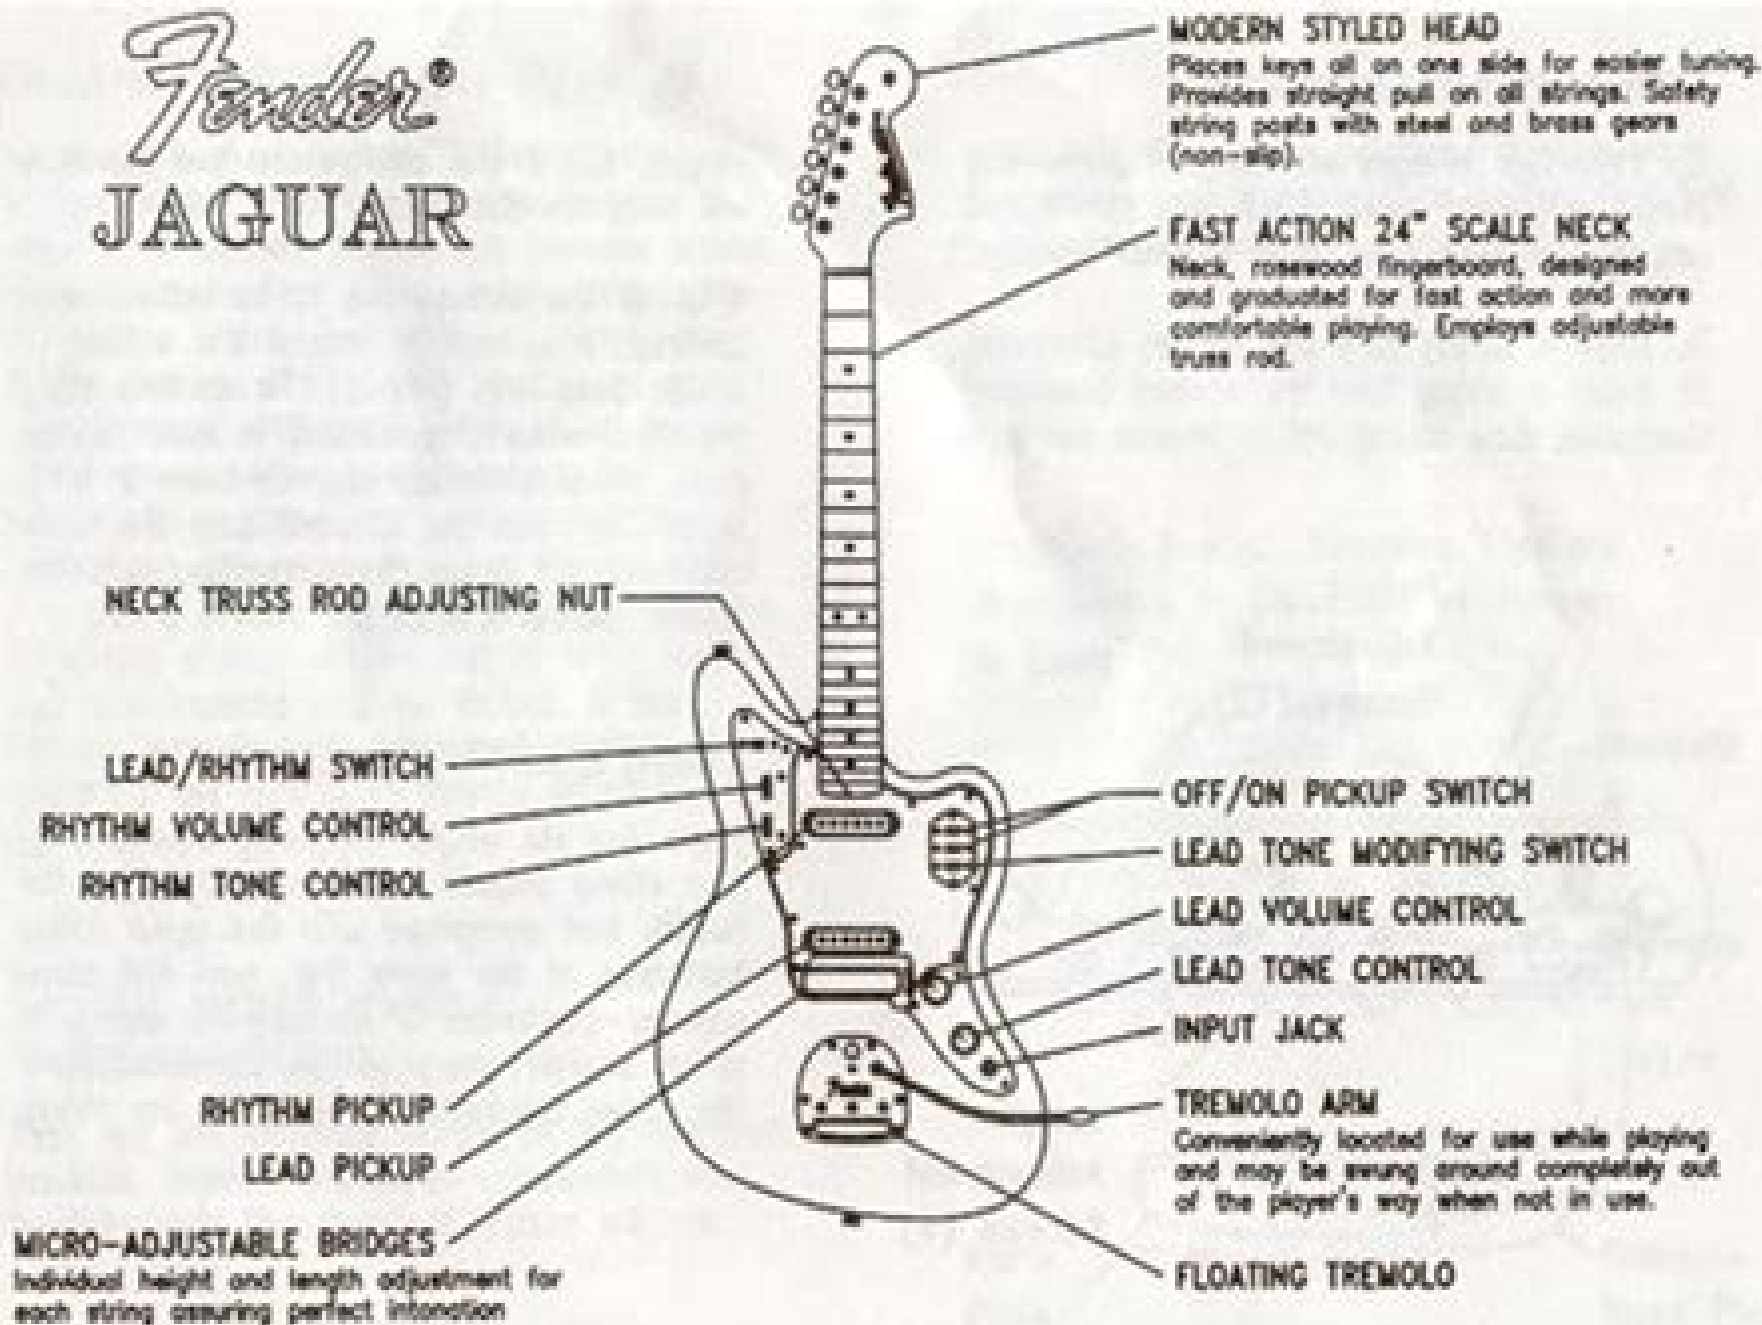 Fender®
JAGUAR
MODERN STYLED HEAD
Places keys all on one side for easier tuning.
Provides straight pull on all strings. Safety
string posts with steel and brass gears
(non-slip).
FAST ACTION 24" SCALE NECK
Neck, rosewood fingerboard, designed
and graduated for fast action and more
comfortable playing. Employs adjustable
truss rod.
NECK TRUSS ROD ADJUSTING NUT
LEAD/RHYTHM SWITCH
RHYTHM VOLUME CONTROL
RHYTHM TONE CONTROL
OFF/ON PICKUP SWITCH
LEAD TONE MODIFYING SWITCH
LEAD VOLUME CONTROL
LEAD TONE CONTROL
INPUT JACK
RHYTHM PICKUP
LEAD PICKUP
MICRO-ADJUSTABLE BRIDGES
Individual height and length adjustment for
each string assuring perfect intonation
Fender
TREMOLO ARM
Conveniently located for use while playing
and may be swung around completely out
of the player's way when not in use.
FLOATING TREMOLO